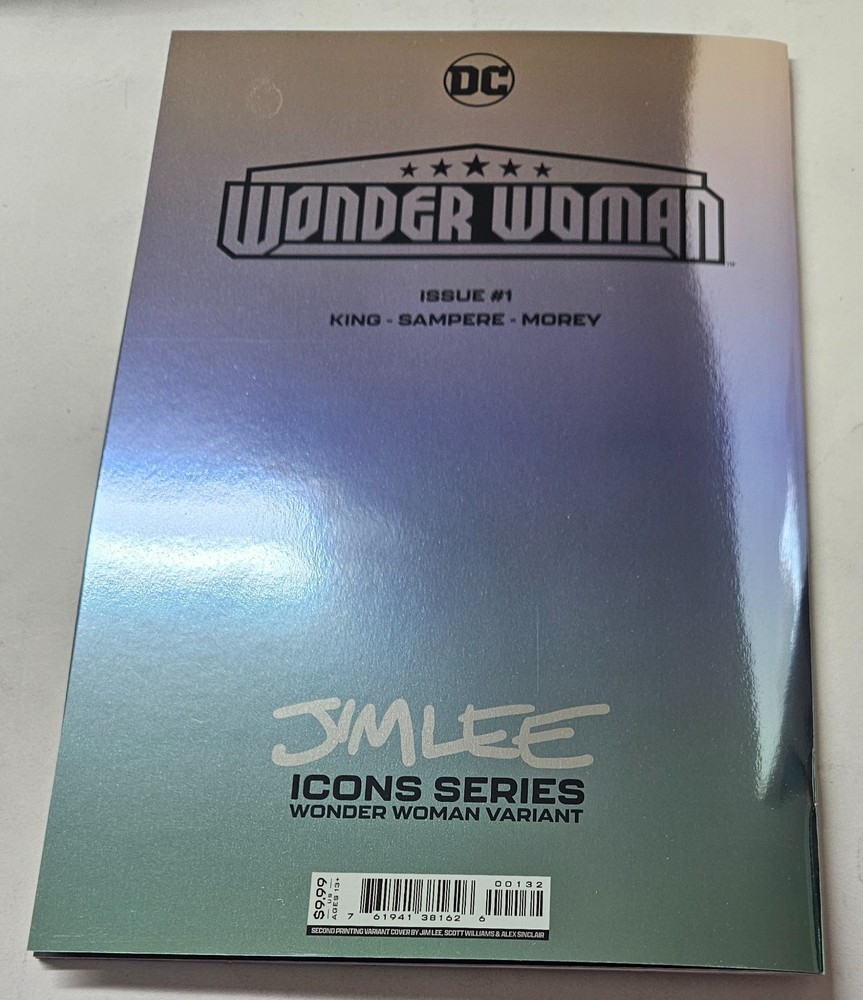 DC
WONDER WOMAN
TM
ISSUE #1
KING - SAMPERE - MOREY
JIM LEE
ICONS SERIES
WONDER WOMAN VARIANT
$9.99
US
AGES 13+
00132
7 61941 38162 6
SECOND PRINTING VARIANT COVER BY JIM LEE, SCOTT WILLIAMS & ALEX SINCLAIR